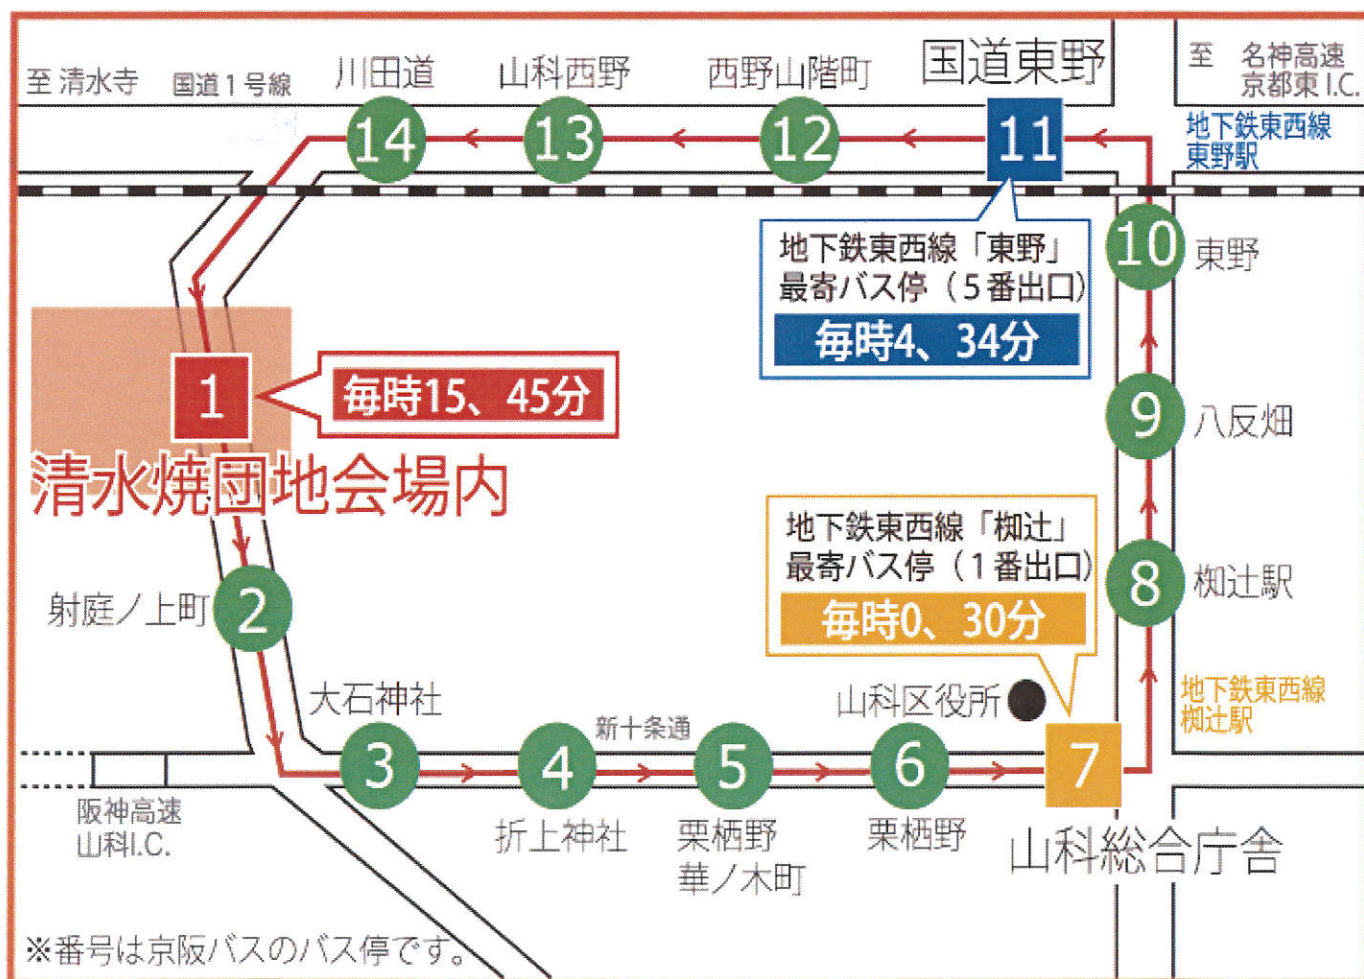 至 清水寺
国道1号線
川田道
山科西野
西野山階町
国道東野
至 名神高速
京都東 I.C.
14
13
12
11
地下鉄東西線
東野駅
地下鉄東西線「東野」
最寄バス停（5番出口）
毎時4、34分
10
東野
1
毎時15、45分
清水焼団地会場内
9
八反畑
地下鉄東西線「椥辻」
最寄バス停（1番出口）
毎時0、30分
8
椥辻駅
射庭ノ上町
2
大石神社
新十条通
山科区役所
地下鉄東西線
椥辻駅
3
4
5
6
7
阪神高速
山科I.C.
折上神社
栗栖野
華ノ木町
栗栖野
山科総合庁舎
※番号は京阪バスのバス停です。